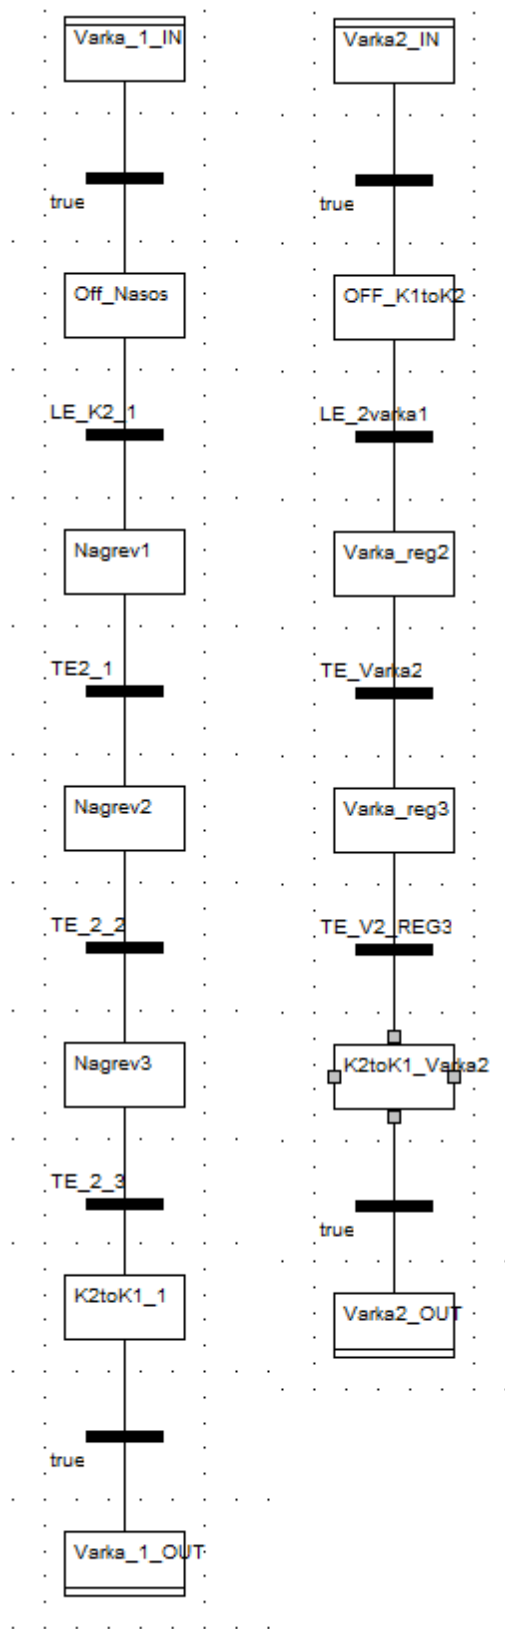 Varka_1_IN
true
Off_Nasos
LE_K2_1
Nagrev1
TE2_1
Nagrev2
TE_2_2
Nagrev3
TE_2_3
K2toK1_1
true
Varka_1_OUT
Varka2_IN
true
OFF_K1toK2
LE_2varka1
Varka_reg2
TE_Varka2
Varka_reg3
TE_V2_REG3
K2toK1_Varka2
true
Varka2_OUT